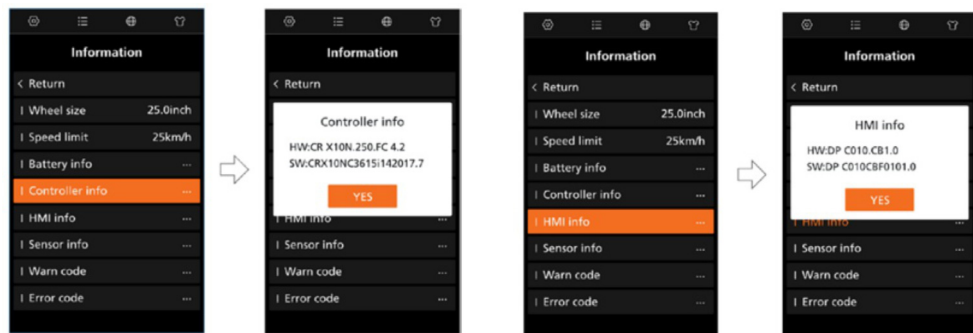 Information
< Return
| Wheel size 25.0inch
| Speed limit 25km/h
| Battery info ...
| Controller info ...
| HMI info ...
| Sensor info ...
| Warn code ...
| Error code ...
Information
< Return
Controller info
HW:CR X10N.250.FC 4.2
SW:CRX10NC3615i142017.7
YES
| HMI info ...
| Sensor info ...
| Warn code ...
| Error code ...
Information
< Return
| Wheel size 25.0inch
| Speed limit 25km/h
| Battery info ...
| Controller info ...
| HMI info ...
| Sensor info ...
| Warn code ...
| Error code ...
Information
< Return
HMI info
HW:DP C010.CB1.0
SW:DP C010CBF0101.0
YES
| HMI info ...
| Sensor info ...
| Warn code ...
| Error code ...